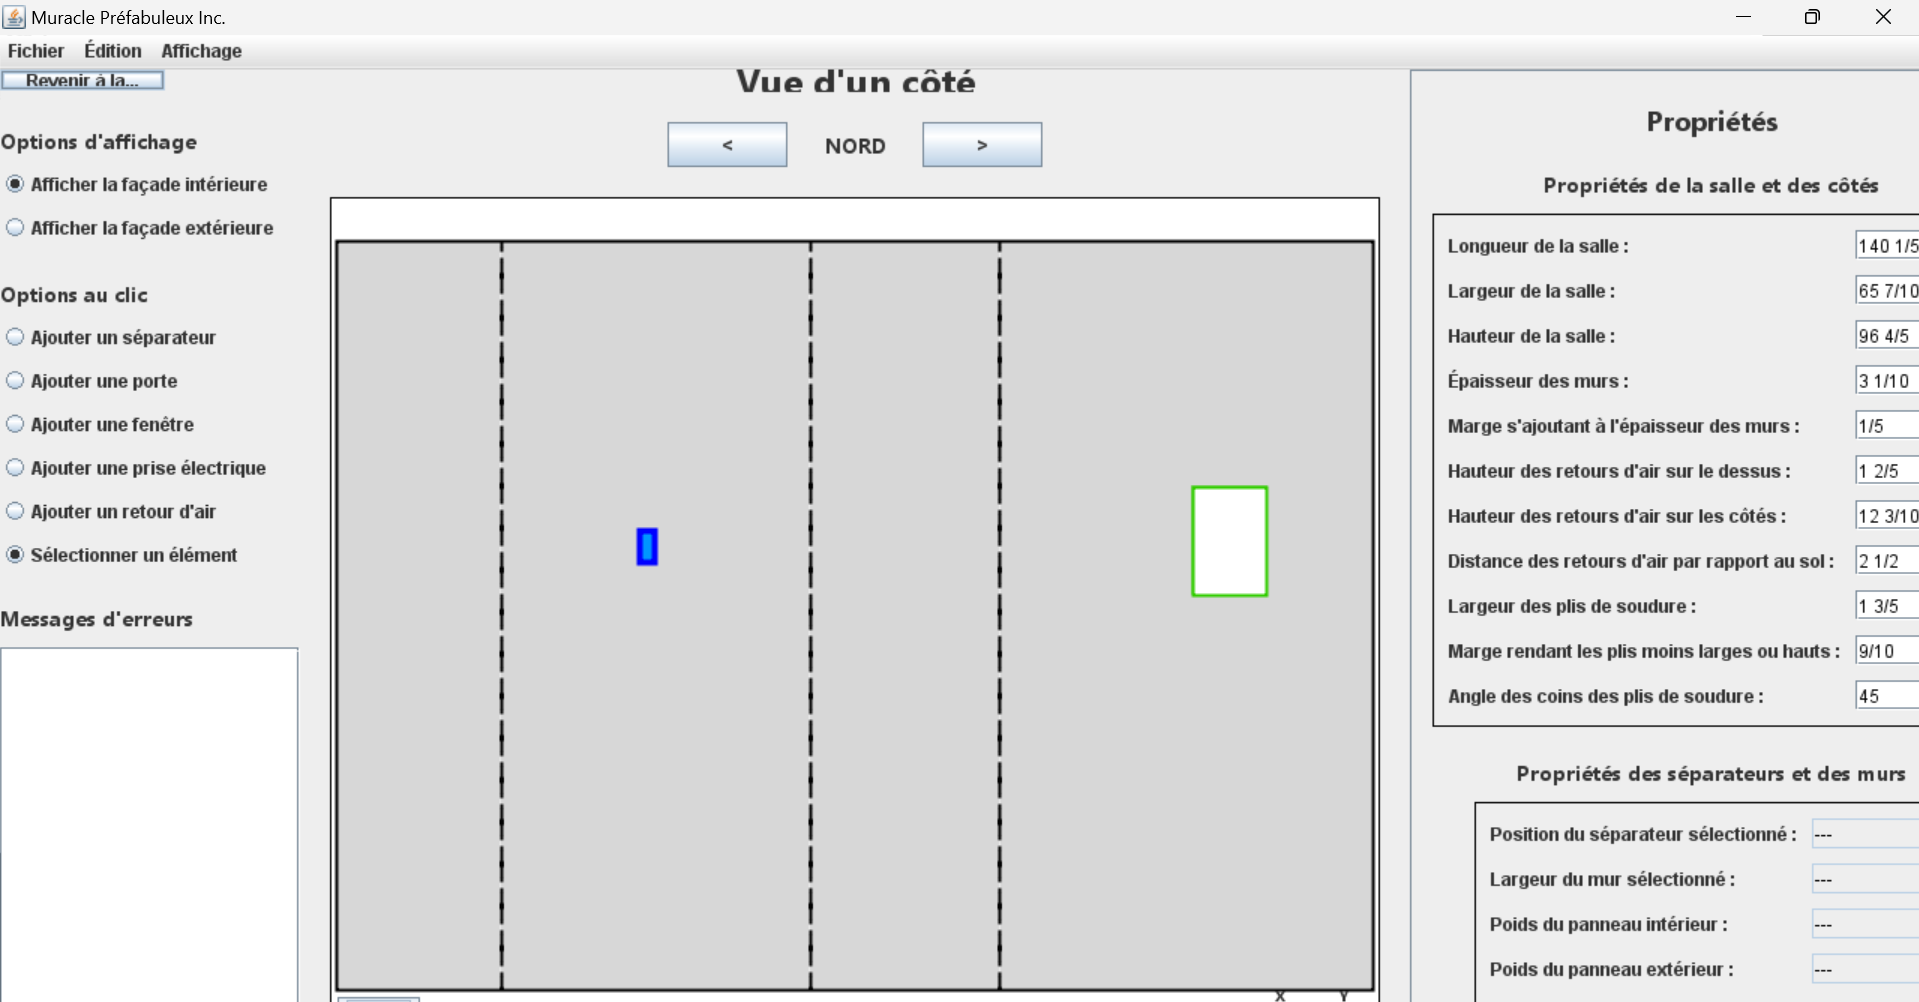 Muracle Préfabuleux Inc.
Fichier Édition Affichage
Revenir à la...
Vue d'un côté
< NORD >
Options d'affichage
Afficher la façade intérieure
Afficher la façade extérieure
Options au clic
Ajouter un séparateur
Ajouter une porte
Ajouter une fenêtre
Ajouter une prise électrique
Ajouter un retour d'air
Sélectionner un élément
Messages d'erreurs
X Y
Propriétés
Propriétés de la salle et des côtés
Longueur de la salle : 140 1/5
Largeur de la salle : 65 7/10
Hauteur de la salle : 96 4/5
Épaisseur des murs : 3 1/10
Marge s'ajoutant à l'épaisseur des murs : 1/5
Hauteur des retours d'air sur le dessus : 1 2/5
Hauteur des retours d'air sur les côtés : 12 3/10
Distance des retours d'air par rapport au sol : 2 1/2
Largeur des plis de soudure : 1 3/5
Marge rendant les plis moins larges ou hauts : 9/10
Angle des coins des plis de soudure : 45
Propriétés des séparateurs et des murs
Position du séparateur sélectionné : ---
Largeur du mur sélectionné : ---
Poids du panneau intérieur : ---
Poids du panneau extérieur : ---